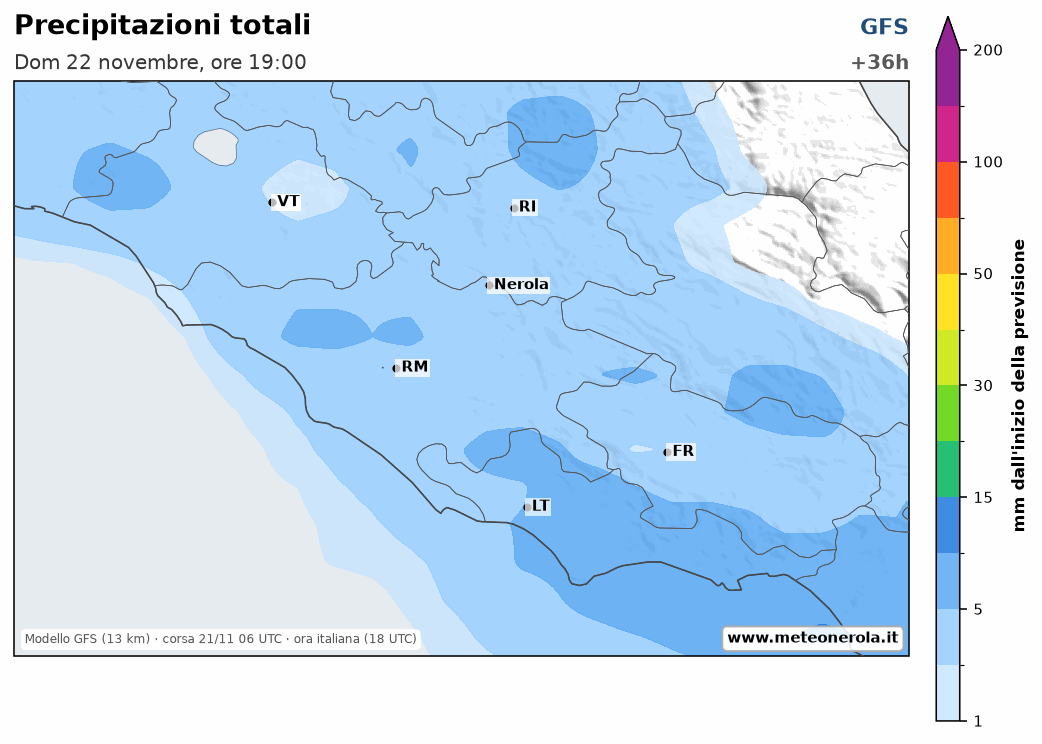 Precipitazioni totali
GFS
Dom 22 novembre, ore 19:00
+36h
200
100
50
30
15
5
1
mm dall'inizio della previsione
VT
RI
Nerola
RM
FR
LT
Modello GFS (13 km) · corsa 21/11 06 UTC · ora italiana (18 UTC)
www.meteonerola.it